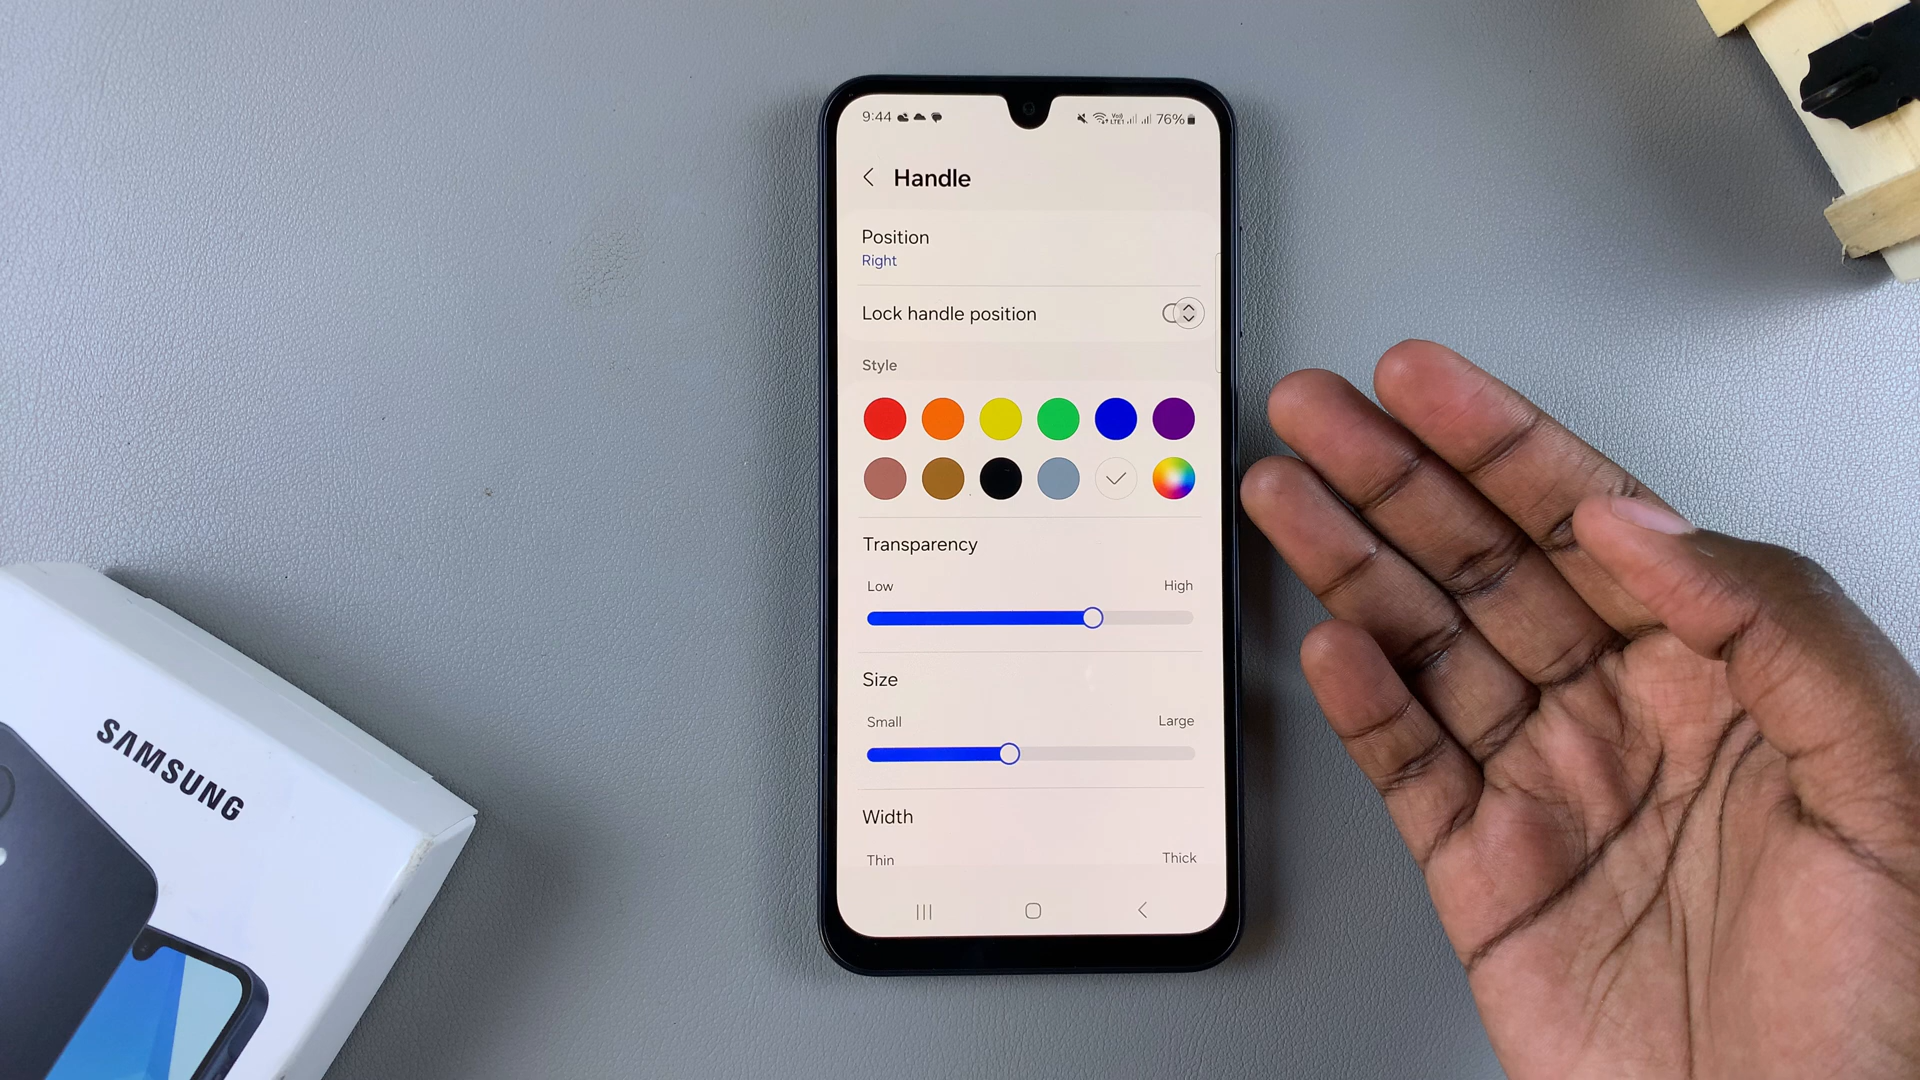 9:44 76%
Handle
Position
Right
Lock handle position
Style
Transparency
Low High
Size
Small Large
Width
Thin Thick
SAMSUNG